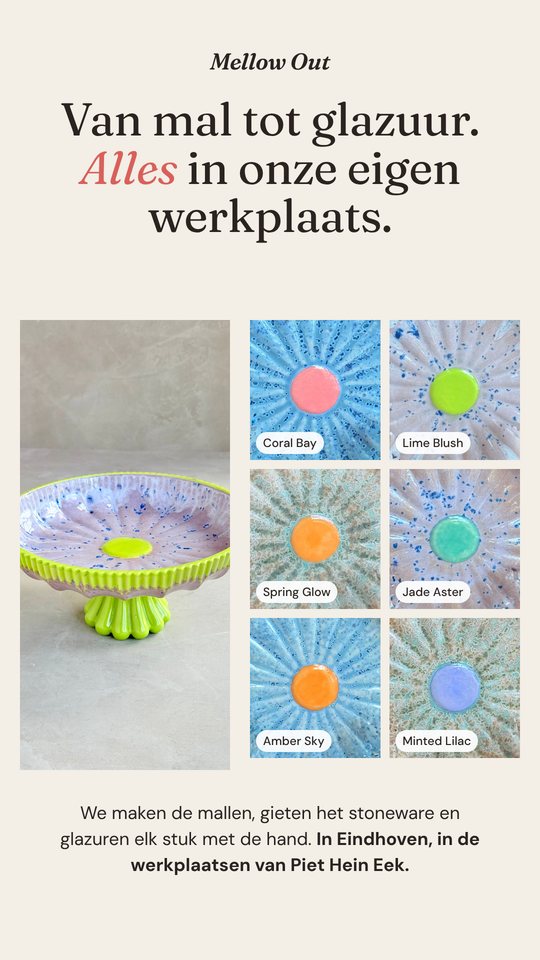 Mellow Out
Van mal tot glazuur.
Alles in onze eigen
werkplaats.
Coral Bay
Lime Blush
Spring Glow
Jade Aster
Amber Sky
Minted Lilac
We maken de mallen, gieten het stoneware en
glazuren elk stuk met de hand. In Eindhoven, in de
werkplaatsen van Piet Hein Eek.